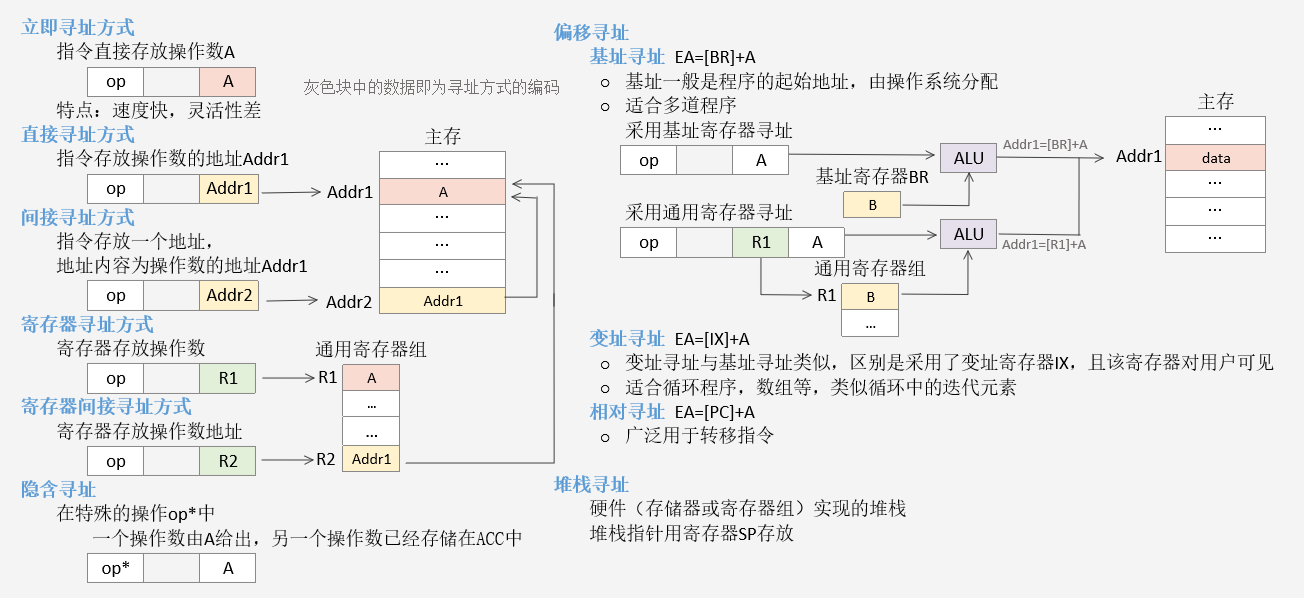 立即寻址方式
指令直接存放操作数A
op A
特点：速度快，灵活性差
灰色块中的数据即为寻址方式的编码
直接寻址方式
指令存放操作数的地址Addr1
op Addr1
间接寻址方式
指令存放一个地址，
地址内容为操作数的地址Addr1
op Addr2
主存
...
Addr1 A
...
...
...
Addr2 Addr1
寄存器寻址方式
寄存器存放操作数
op R1
寄存器间接寻址方式
寄存器存放操作数地址
op R2
通用寄存器组
R1 A
...
...
R2 Addr1
隐含寻址
在特殊的操作op*中
一个操作数由A给出，另一个操作数已经存储在ACC中
op* A
偏移寻址
基址寻址 EA=[BR]+A
○ 基址一般是程序的起始地址，由操作系统分配
○ 适合多道程序
采用基址寄存器寻址
op A
ALU
Addr1=[BR]+A
基址寄存器BR
B
采用通用寄存器寻址
op R1 A
ALU
Addr1=[R1]+A
通用寄存器组
R1 B
...
主存
...
Addr1 data
...
...
...
变址寻址 EA=[IX]+A
○ 变址寻址与基址寻址类似，区别是采用了变址寄存器IX，且该寄存器对用户可见
○ 适合循环程序，数组等，类似循环中的迭代元素
相对寻址 EA=[PC]+A
○ 广泛用于转移指令
堆栈寻址
硬件（存储器或寄存器组）实现的堆栈
堆栈指针用寄存器SP存放